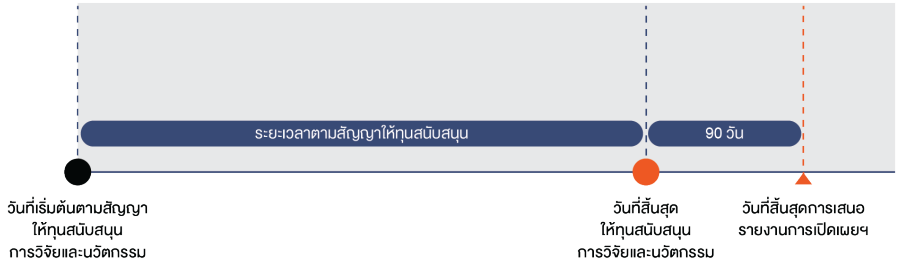 ระยะเวลาตามสัญญาให้ทุนสนับสนุน
90 วัน
วันที่เริ่มต้นตามสัญญา
ให้ทุนสนับสนุน
การวิจัยและนวัตกรรม
วันที่สิ้นสุด
ให้ทุนสนับสนุน
การวิจัยและนวัตกรรม
วันที่สิ้นสุดการเสนอ
รายงานการเปิดเผยฯ